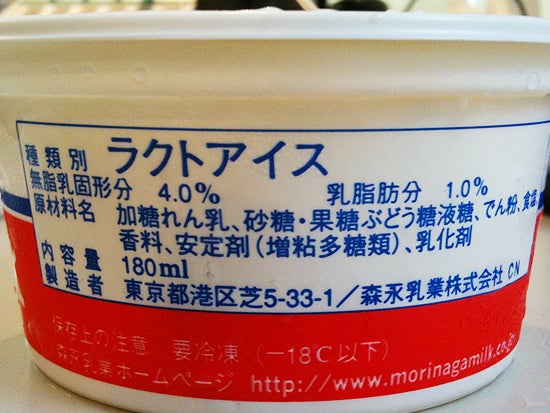 種類別 ラクトアイス
無脂乳固形分 4.0% 乳脂肪分 1.0%
原材料名 加糖れん乳、砂糖・果糖ぶどう糖液糖、でん粉、食塩、
香料、安定剤(増粘多糖類)、乳化剤
内容量 180ml
製造者 東京都港区芝5-33-1/森永乳業株式会社 CN
保存上の注意 要冷凍 (-18℃以下)
森永乳業ホームページ http://www.morinagamilk.co.jp